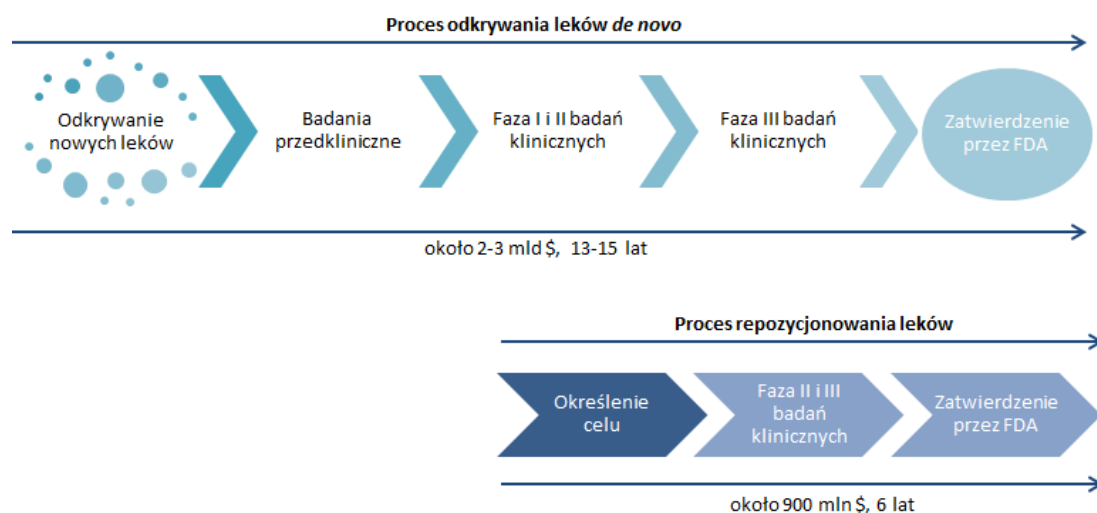 Proces odkrywania leków de novo
Odkrywanie
nowych leków
Badania
przedkliniczne
Faza I i II badań
klinicznych
Faza III badań
klinicznych
Zatwierdzenie
przez FDA
około 2-3 mld $, 13-15 lat
Proces repozycjonowania leków
Określenie
celu
Faza II i III
badań
klinicznych
Zatwierdzenie
przez FDA
około 900 mln $, 6 lat